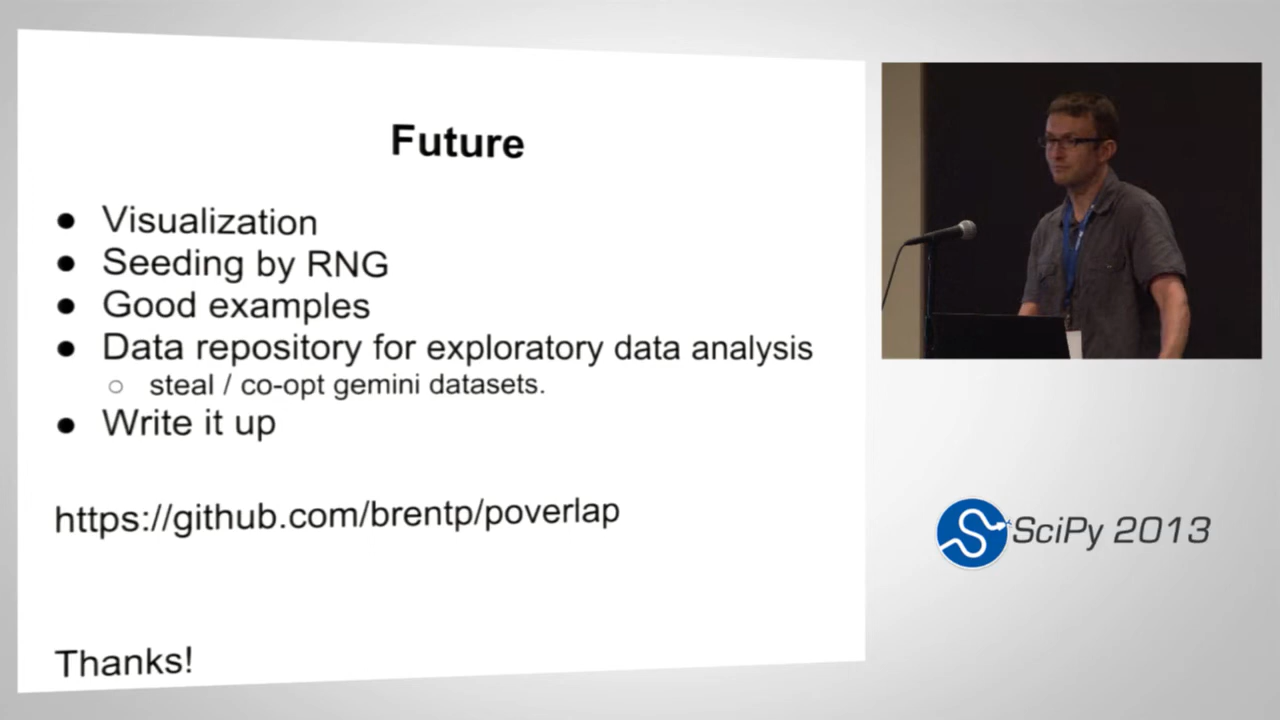 Future
● Visualization
● Seeding by RNG
● Good examples
● Data repository for exploratory data analysis
○ steal / co-opt gemini datasets.
● Write it up
https://github.com/brentp/poverlap
Thanks!
SciPy 2013